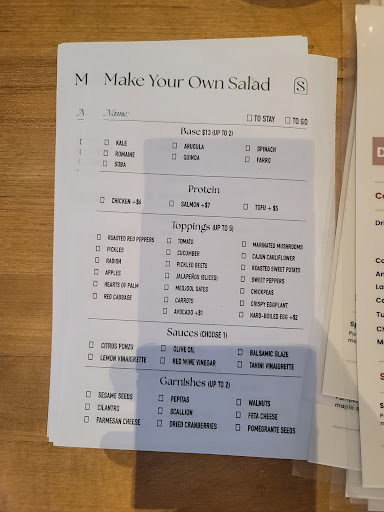 M Make Your Own Salad S
N Name: TO STAY TO GO
Base $13 (UP TO 2)
KALE ARUGULA SPINACH
ROMAINE QUINOA FARRO
SOBA
Protein
CHICKEN +$6 SALMON +$7 TOFU + $5
Toppings (UP TO 5)
ROASTED RED PEPPERS TOMATO MARINATED MUSHROOMS
PICKLES CUCUMBER CAJUN CAULIFLOWER
RADISH PICKLED BEETS ROASTED SWEET POTATO
APPLES JALAPEÑOS (SLICED) SWEET PEPPERS
HEARTS OF PALM MEDJOOL DATES CHICKPEAS
RED CABBAGE CARROTS CRISPY EGGPLANT
AVOCADO +$1 HARD-BOILED EGG +$2
Sauces (CHOOSE 1)
CITRUS PONZU OLIVE OIL BALSAMIC GLAZE
LEMON VINAIGRETTE RED WINE VINEGAR TAHINI VINAIGRETTE
Garnishes (UP TO 2)
SESAME SEEDS PEPITAS WALNUTS
CILANTRO SCALLION FETA CHEESE
PARMESAN CHEESE DRIED CRANBERRIES POMEGRANTE SEEDS